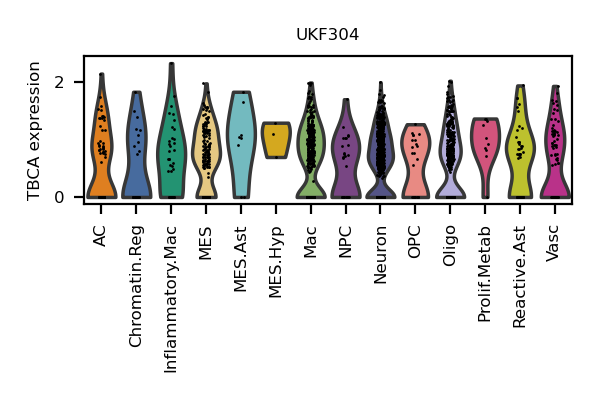 UKF304
TBCA expression
2
0
AC
Chromatin.Reg
Inflammatory.Mac
MES
MES.Ast
MES.Hyp
Mac
NPC
Neuron
OPC
Oligo
Prolif.Metab
Reactive.Ast
Vasc